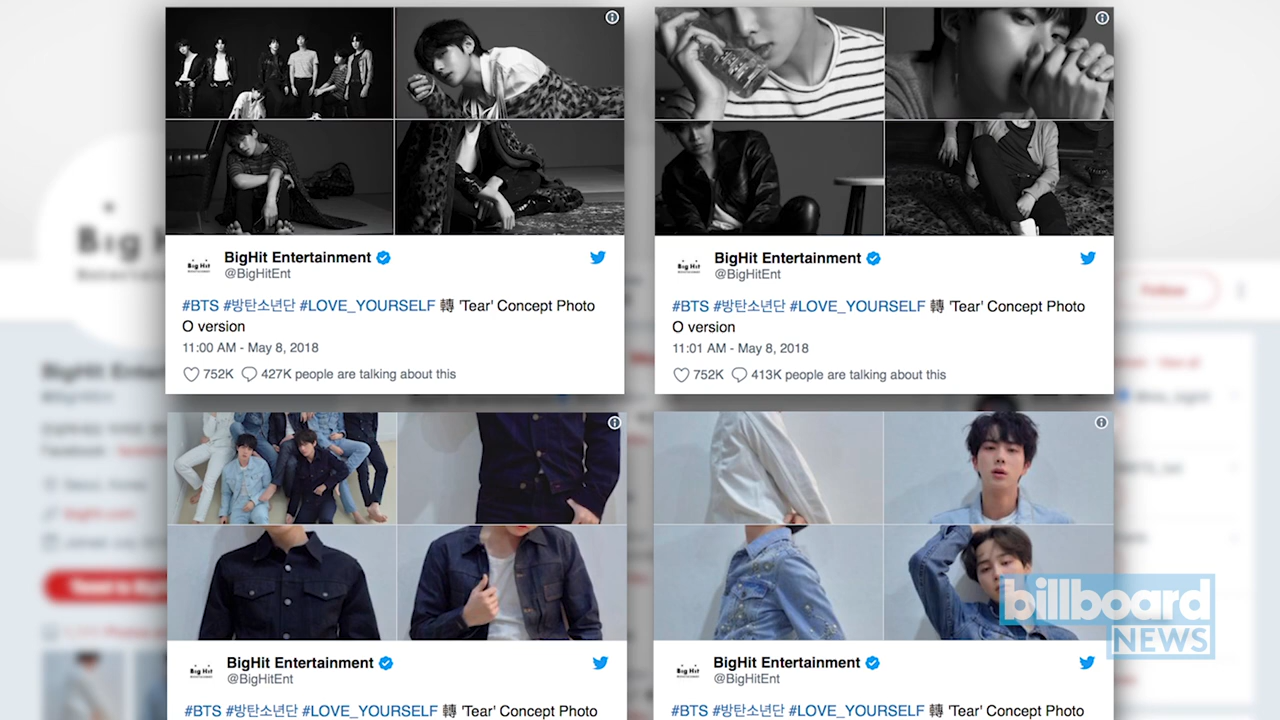 BigHit Entertainment
@BigHitEnt
#BTS #방탄소년단 #LOVE_YOURSELF 轉 'Tear' Concept Photo
O version
11:00 AM - May 8, 2018
752K 427K people are talking about this
BigHit Entertainment
@BigHitEnt
#BTS #방탄소년단 #LOVE_YOURSELF 轉 'Tear' Concept Photo
O version
11:01 AM - May 8, 2018
752K 413K people are talking about this
Big Hit
BigHit Entertainment
@BigHitEnt
#BTS #방탄소년단 #LOVE_YOURSELF 轉 'Tear' Concept Photo
Big Hit
BigHit Entertainment
@BigHitEnt
#BTS #방탄소년단 #LOVE_YOURSELF 轉 'Tear' Concept Photo
billboard
NEWS